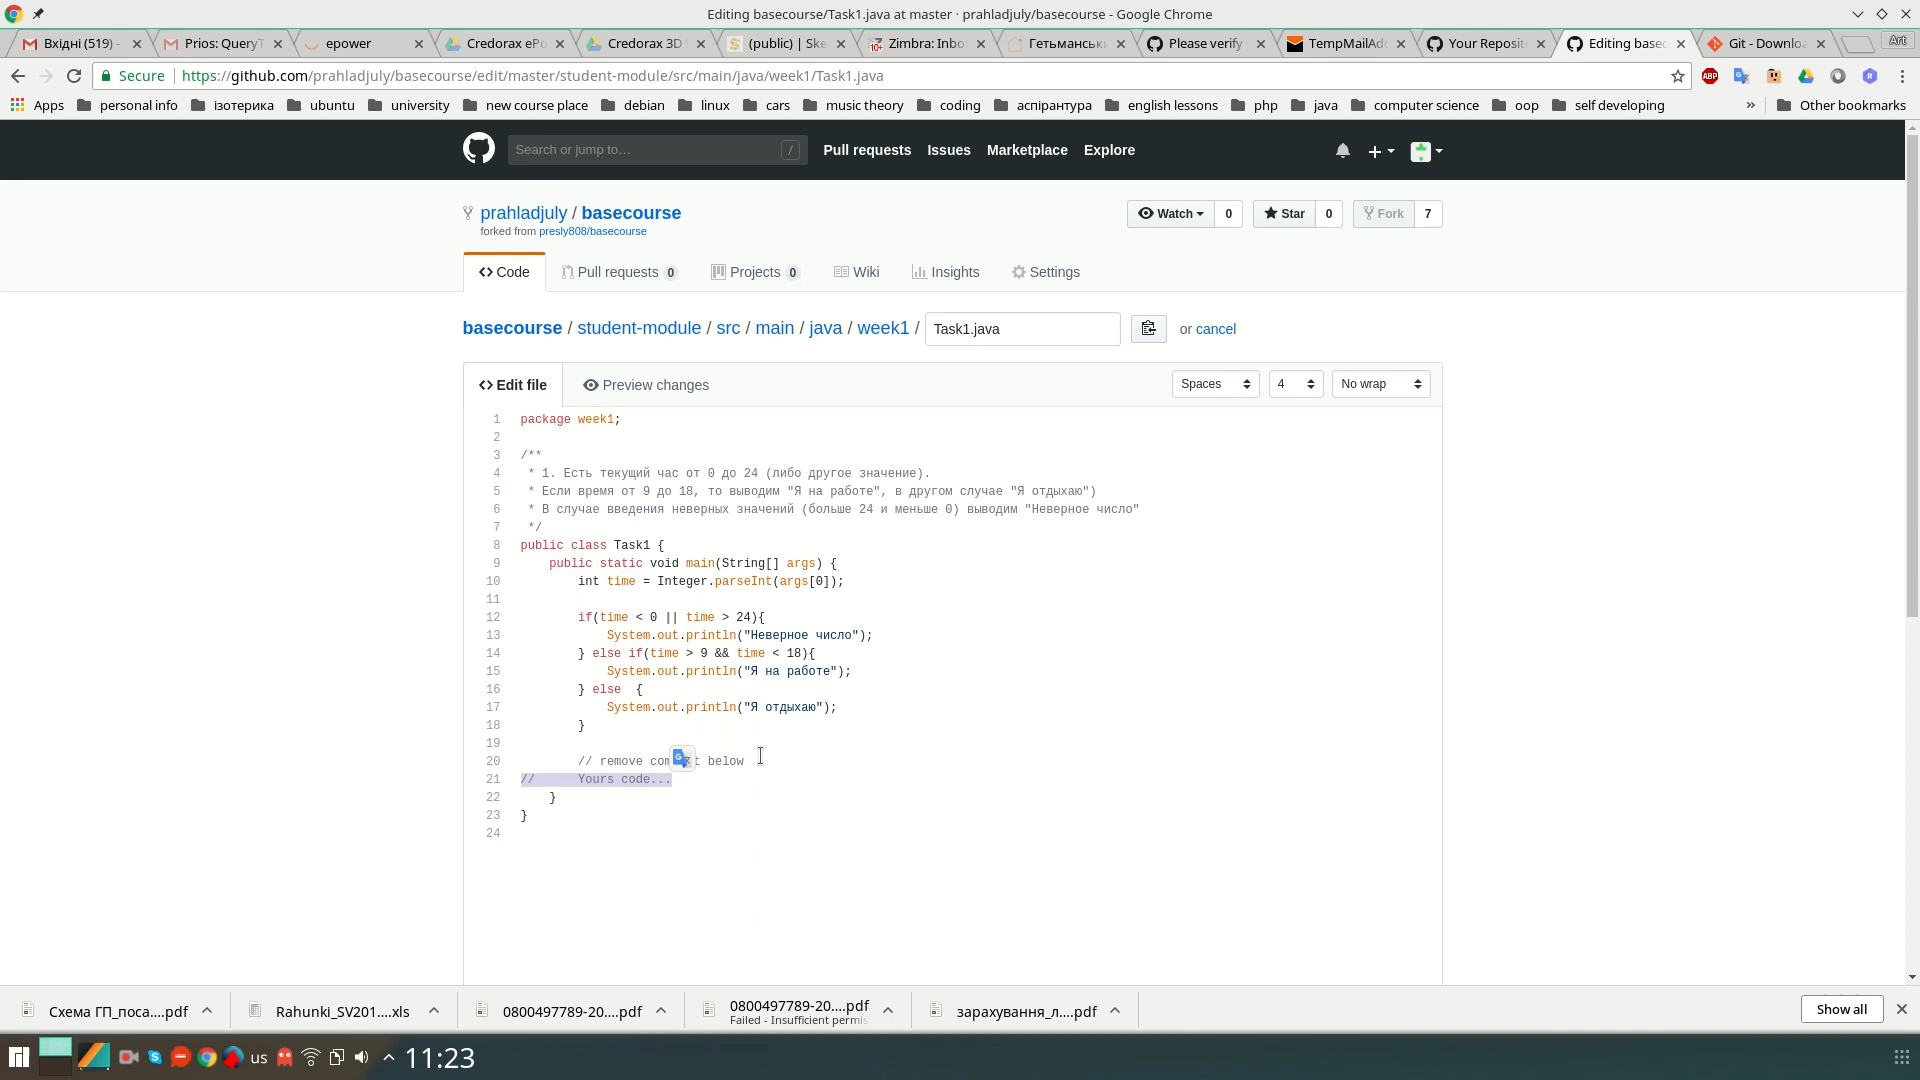 Editing basecourse/Task1.java at master · prahladjuly/basecourse - Google Chrome
Вхідні (519) -
Prios: QueryT
epower
Credorax ePo
Credorax 3D S
(public) | Ske
Zimbra: Inbo
Гетьманськ
Please verify
TempMailAd
Your Reposit
Editing basec
Git - Downloa
Art
Secure
https://github.com/prahladjuly/basecourse/edit/master/student-module/src/main/java/week1/Task1.java
ABP
Apps
personal info
ізотерика
ubuntu
university
new course place
debian
linux
cars
music theory
coding
аспірантура
english lessons
php
java
computer science
oop
self developing
»
Other bookmarks
Search or jump to…
/
Pull requests
Issues
Marketplace
Explore
prahladjuly / basecourse
forked from presly808/basecourse
Watch 0
Star 0
Fork 7
Code
Pull requests 0
Projects 0
Wiki
Insights
Settings
basecourse / student-module / src / main / java / week1 / Task1.java or cancel
Edit file
Preview changes
Spaces
4
No wrap
1 package week1;
2
3 /**
4 * 1. Есть текущий час от 0 до 24 (либо другое значение).
5 * Если время от 9 до 18, то выводим "Я на работе", в другом случае "Я отдыхаю")
6 * В случае введения неверных значений (больше 24 и меньше 0) выводим "Неверное число"
7 */
8 public class Task1 {
9 public static void main(String[] args) {
10 int time = Integer.parseInt(args[0]);
11
12 if(time < 0 || time > 24){
13 System.out.println("Неверное число");
14 } else if(time > 9 && time < 18){
15 System.out.println("Я на работе");
16 } else {
17 System.out.println("Я отдыхаю");
18 }
19
20 // remove com t below
21 // Yours code...
22 }
23 }
24
Схема ГП_поса....pdf
Rahunki_SV201....xls
0800497789-20....pdf
0800497789-20....pdf
Failed - Insufficient permis
зарахування_л....pdf
Show all
us
11:23